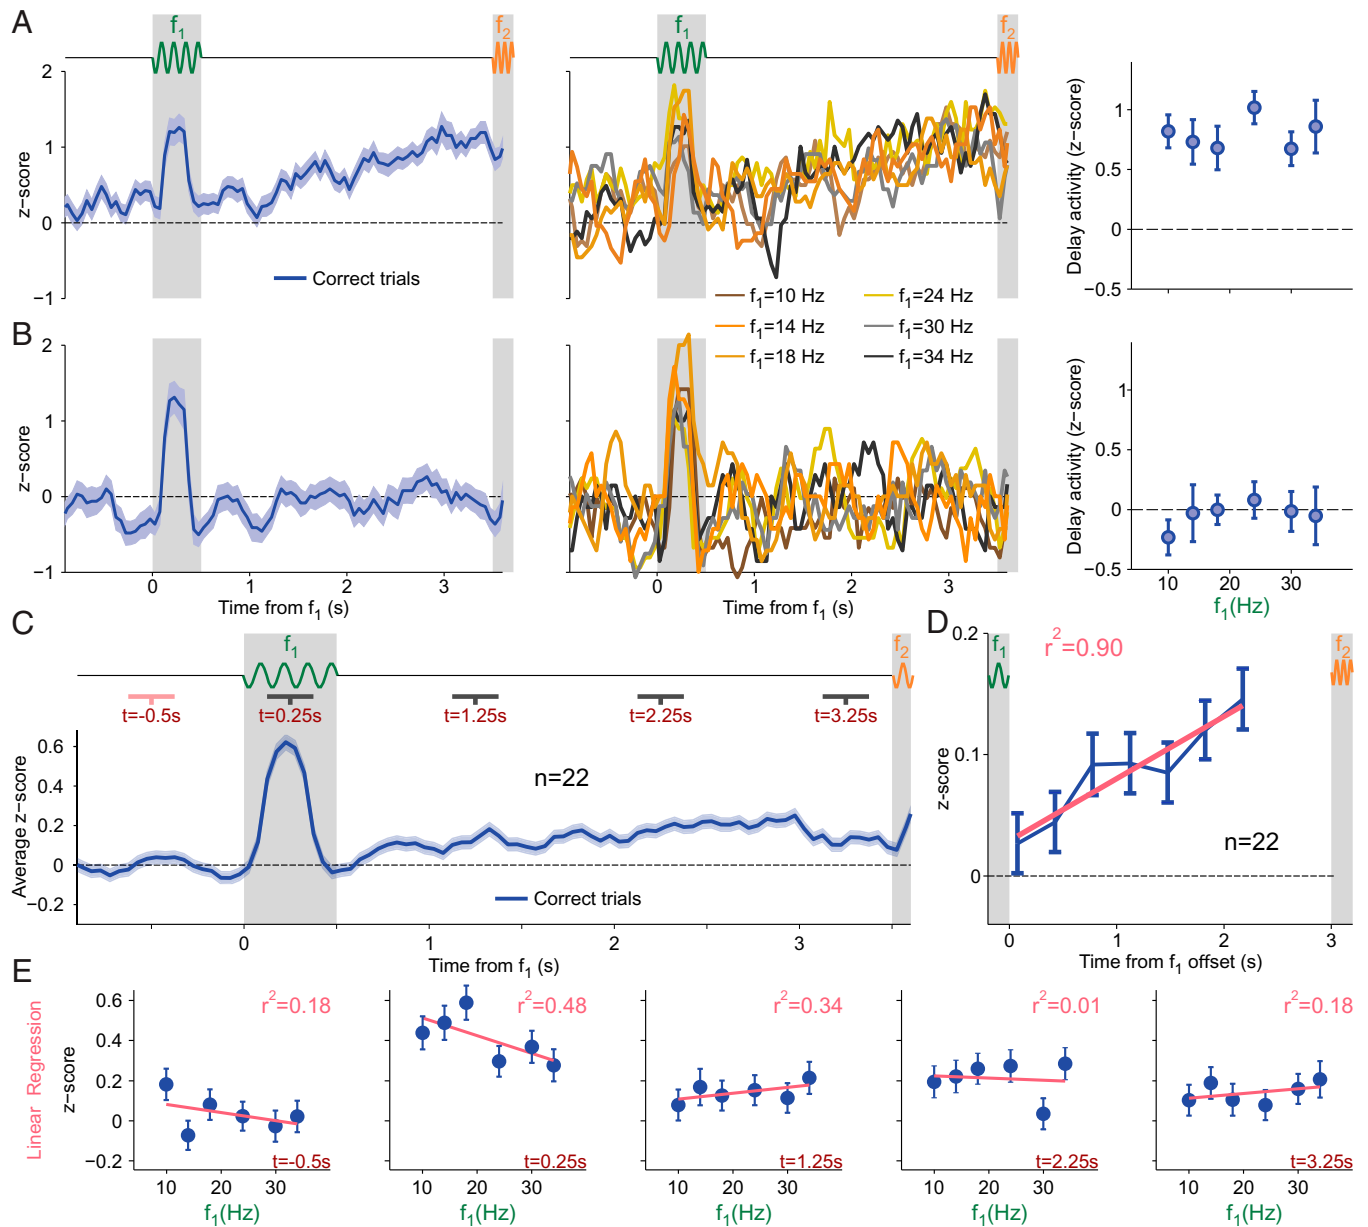 A
f1
f2
f1
f2
2
1
0
−1
z−score
Correct trials
1
0.5
0
−0.5
Delay activity (z−score)
f1=10 Hz
f1=24 Hz
f1=14 Hz
f1=30 Hz
f1=18 Hz
f1=34 Hz
B
2
1
0
−1
z−score
0 1 2 3
Time from f1 (s)
0 1 2 3
Time from f1 (s)
1
0.5
0
−0.5
Delay activity (z−score)
10 20 30
f1(Hz)
C
f1
f2
t=-0.5s
t=0.25s
t=1.25s
t=2.25s
t=3.25s
0.6
0.4
0.2
0
−0.2
Average z−score
n=22
Correct trials
0 1 2 3
Time from f1 (s)
D
f1
f2
r2=0.90
0.2
0.1
0
z-score
n=22
0 1 2 3
Time from f1 offset (s)
E
Linear Regression
z−score
0.6
0.4
0.2
0
−0.2
r2=0.18
t=-0.5s
10 20 30
f1(Hz)
r2=0.48
t=0.25s
10 20 30
f1(Hz)
r2=0.34
t=1.25s
10 20 30
f1(Hz)
r2=0.01
t=2.25s
10 20 30
f1(Hz)
r2=0.18
t=3.25s
10 20 30
f1(Hz)